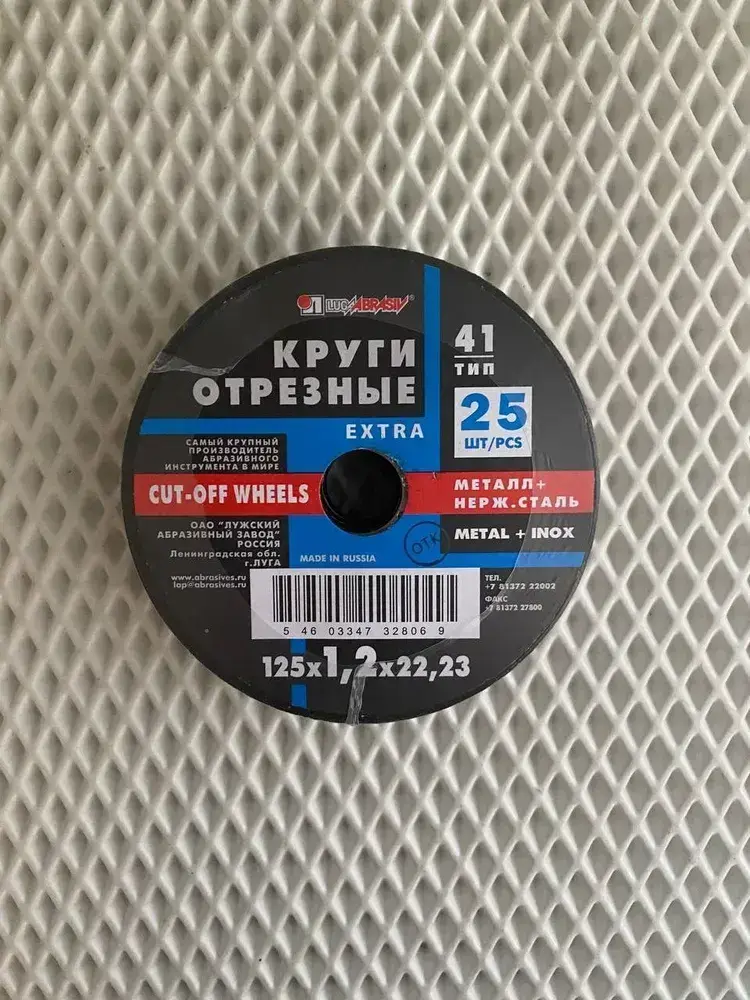 LUGAABRASIV®
КРУГИ
ОТРЕЗНЫЕ
EXTRA
41
ТИП
25
ШТ/PCS
САМЫЙ КРУПНЫЙ
ПРОИЗВОДИТЕЛЬ
АБРАЗИВНОГО
ИНСТРУМЕНТА В МИРЕ
CUT-OFF WHEELS
МЕТАЛЛ+
НЕРЖ.СТАЛЬ
METAL + INOX
ОАО "ЛУЖСКИЙ
АБРАЗИВНЫЙ ЗАВОД"
РОССИЯ
Ленинградская обл.
г.ЛУГА
ОТК
MADE IN RUSSIA
www.abrasives.ru
lap@abrasives.ru
ТЕЛ.
+7 81372 22002
ФАКС
+7 81372 27800
5 46 03347 32806 9
125x1,2x22,23